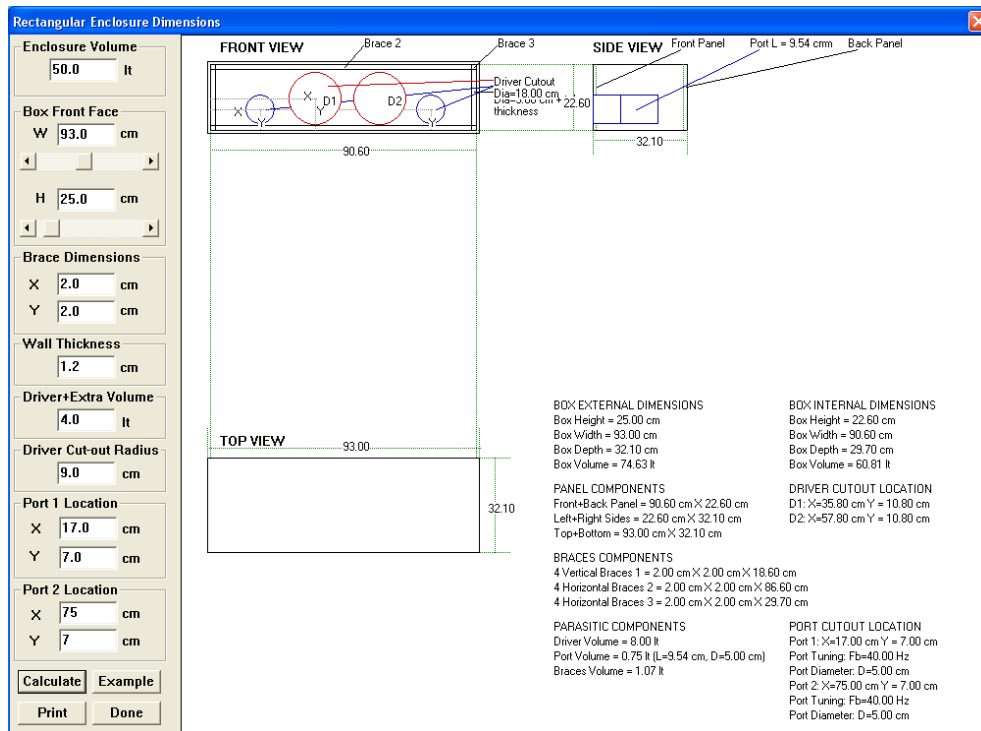 Rectangular Enclosure Dimensions
Enclosure Volume
50.0 lt
Box Front Face
W 93.0 cm
H 25.0 cm
Brace Dimensions
X 2.0 cm
Y 2.0 cm
Wall Thickness
1.2 cm
Driver+Extra Volume
4.0 lt
Driver Cut-out Radius
9.0 cm
Port 1 Location
X 17.0 cm
Y 7.0 cm
Port 2 Location
X 75 cm
Y 7 cm
Calculate Example
Print Done
FRONT VIEW Brace 2 Brace 3
X D1 D2
X Y Y Y
Driver Cutout
Dia=18.00 cm
Dia=5.00 cm +
thickness
22.60
90.60
SIDE VIEW Front Panel Port L = 9.54 crm Back Panel
32.10
TOP VIEW
93.00
32.10
BOX EXTERNAL DIMENSIONS
Box Height = 25.00 cm
Box Width = 93.00 cm
Box Depth = 32.10 cm
Box Volume = 74.63 lt
BOX INTERNAL DIMENSIONS
Box Height = 22.60 cm
Box Width = 90.60 cm
Box Depth = 29.70 cm
Box Volume = 60.81 lt
PANEL COMPONENTS
Front+Back Panel = 90.60 cm X 22.60 cm
Left+Right Sides = 22.60 cm X 32.10 cm
Top+Bottom = 93.00 cm X 32.10 cm
DRIVER CUTOUT LOCATION
D1: X=35.80 cm Y = 10.80 cm
D2: X=57.80 cm Y = 10.80 cm
BRACES COMPONENTS
4 Vertical Braces 1 = 2.00 cm X 2.00 cm X 18.60 cm
4 Horizontal Braces 2 = 2.00 cm X 2.00 cm X 86.60 cm
4 Horizontal Braces 3 = 2.00 cm X 2.00 cm X 29.70 cm
PARASITIC COMPONENTS
Driver Volume = 8.00 lt
Port Volume = 0.75 lt (L=9.54 cm, D=5.00 cm)
Braces Volume = 1.07 lt
PORT CUTOUT LOCATION
Port 1: X=17.00 cm Y = 7.00 cm
Port Tuning: Fb=40.00 Hz
Port Diameter: D=5.00 cm
Port 2: X=75.00 cm Y = 7.00 cm
Port Tuning: Fb=40.00 Hz
Port Diameter: D=5.00 cm